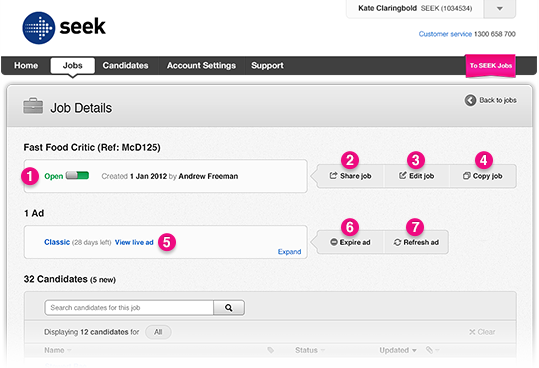 Kate Claringbold SEEK (1034534)
seek
Customer service 1300 658 700
Home Jobs Candidates Account Settings Support To SEEK Jobs
Job Details Back to jobs
Fast Food Critic (Ref: McD125)
2 3 4
1 Open Created 1 Jan 2012 by Andrew Freeman Share job Edit job Copy job
1 Ad
6 7
Classic (28 days left) View live ad 5 Expire ad Refresh ad
Expand
32 Candidates (5 new)
Search candidates for this job
Displaying 12 candidates for All Clear
Name Status Updated